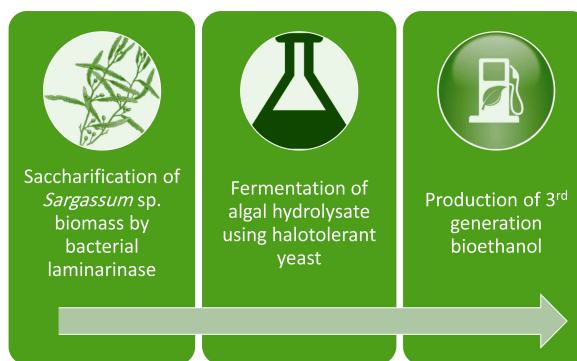 Saccharification of
Sargassum sp.
biomass by
bacterial
laminarinase
Fermentation of
algal hydrolysate
using halotolerant
yeast
Production of 3rd
generation
bioethanol